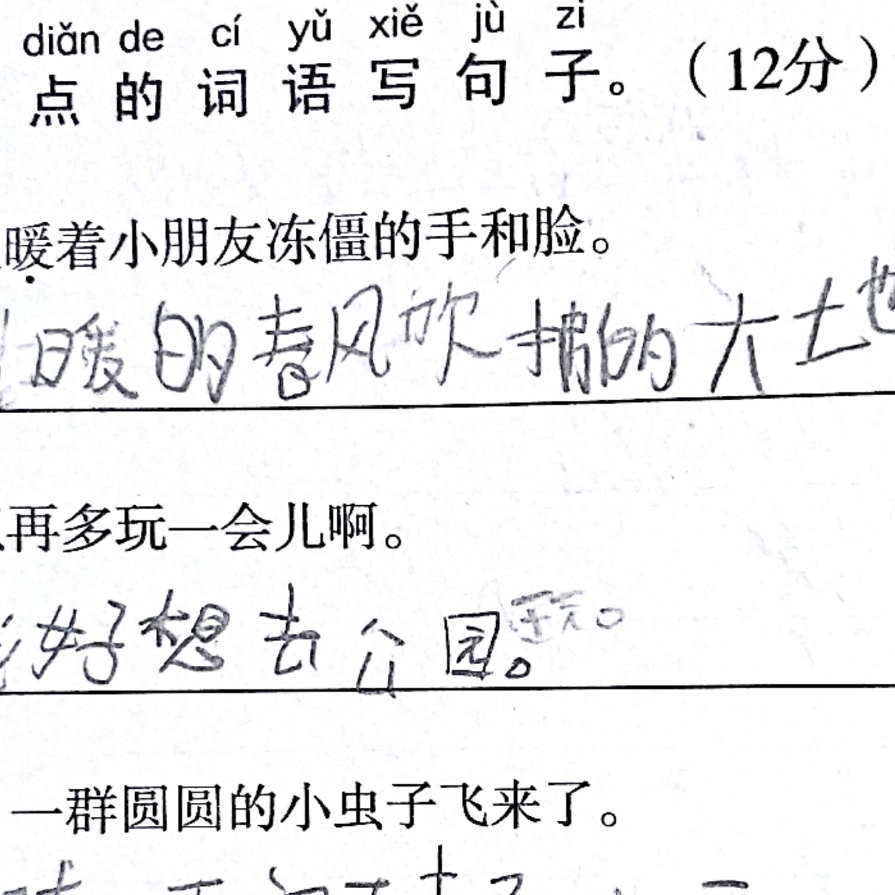 diǎn de cí yǔ xiě jù zi
点的词语写句子。（12分）
暖着小朋友冻僵的手和脸。
暖的春风吹拂的大土也
再多玩一会儿啊。
好想去公园。玩。
一群圆圆的小虫子飞来了。